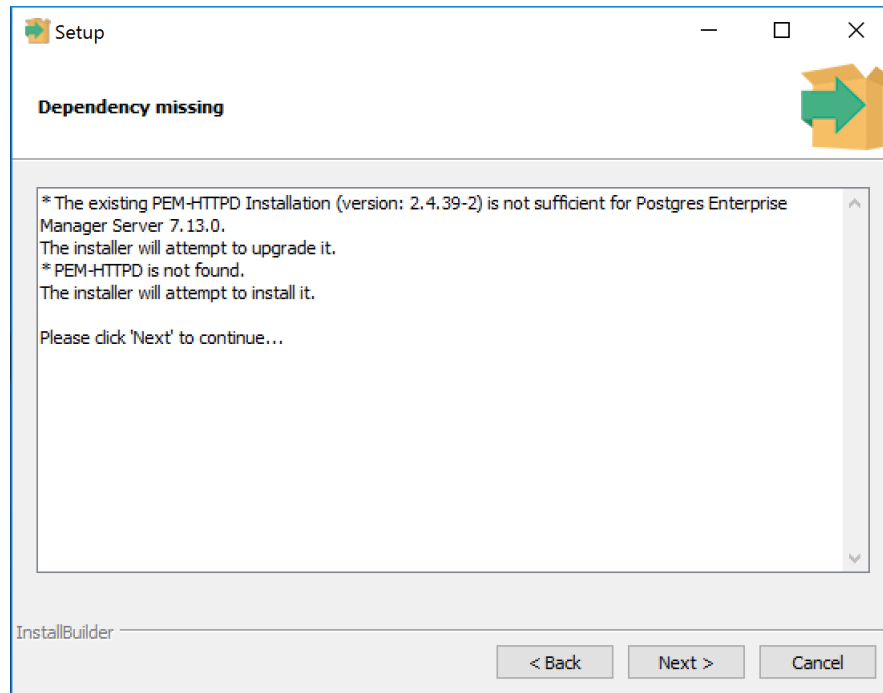 Setup
Dependency missing
* The existing PEM-HTTPD Installation (version: 2.4.39-2) is not sufficient for Postgres Enterprise
Manager Server 7.13.0.
The installer will attempt to upgrade it.
* PEM-HTTPD is not found.
The installer will attempt to install it.
Please click 'Next' to continue...
InstallBuilder
< Back
Next >
Cancel